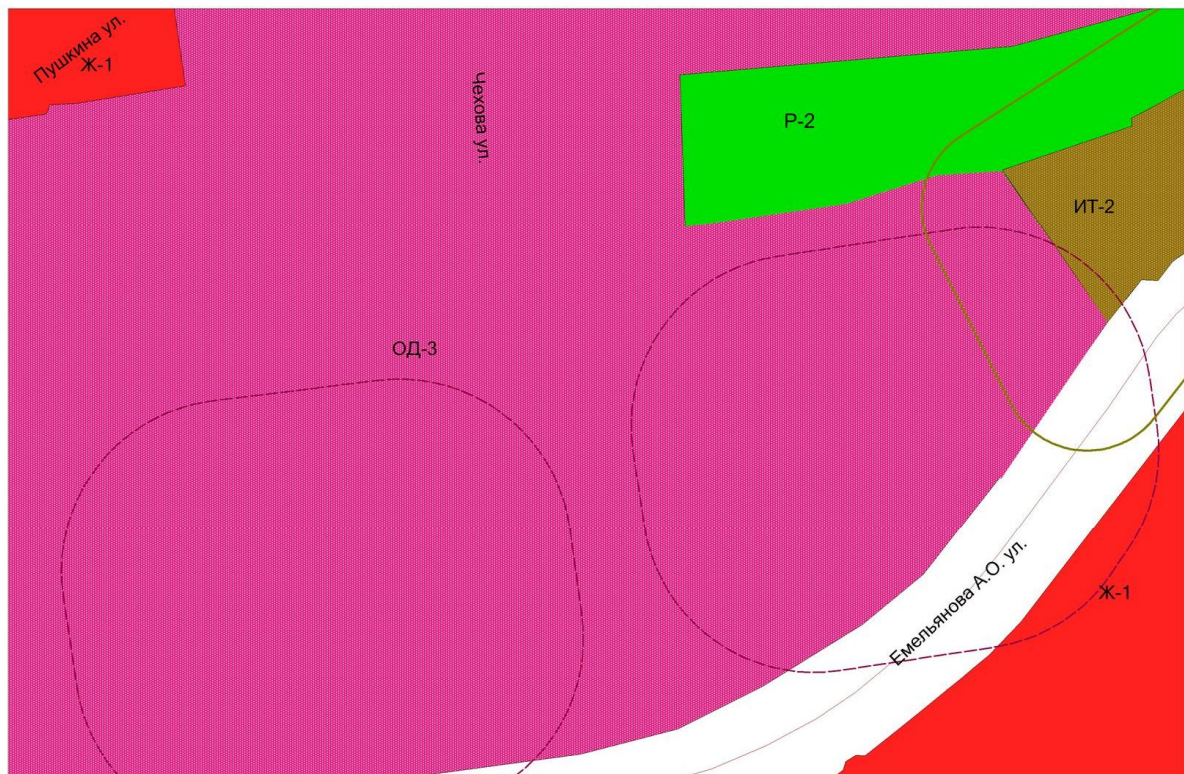 Пушкина ул.
Ж-1
Чехова ул.
Р-2
ИТ-2
ОД-3
Ж-1
Емельянова А.О. ул.